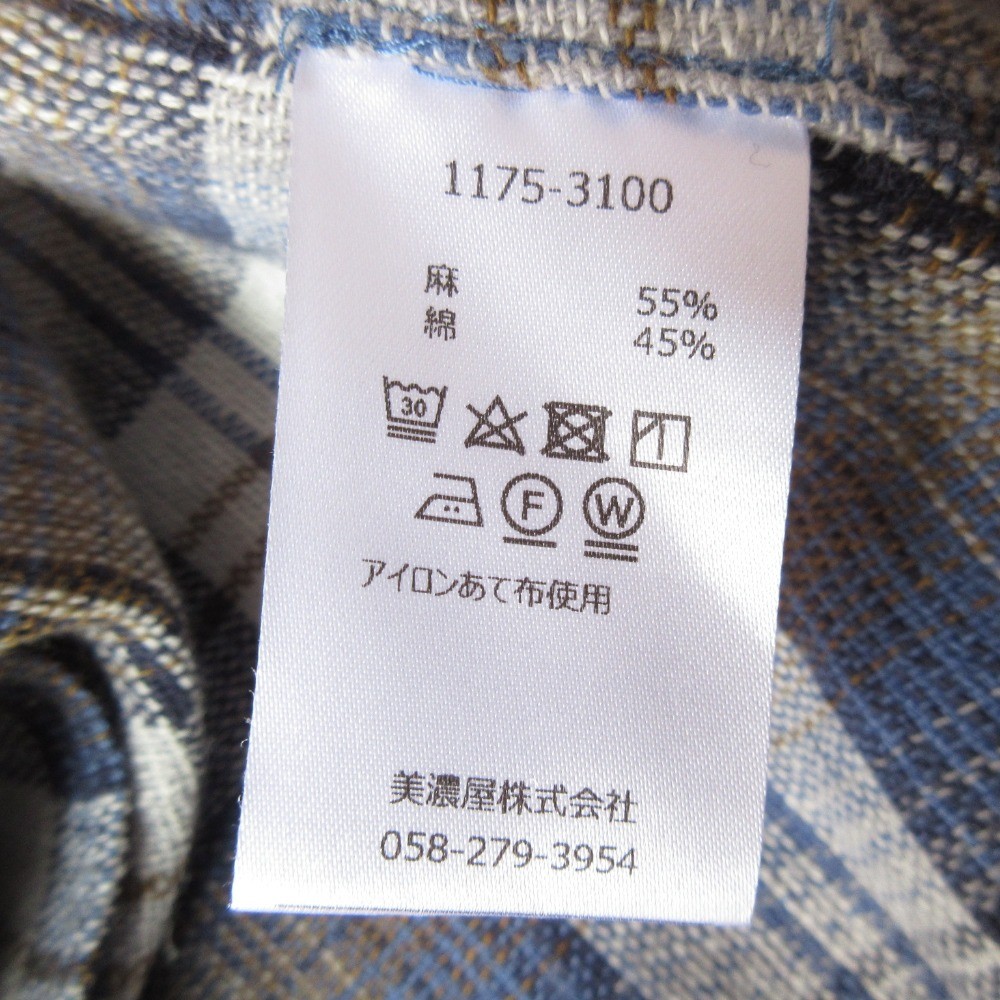 1175-3100
麻 55%
綿 45%
30
F W
アイロンあて布使用
美濃屋株式会社
058-279-3954